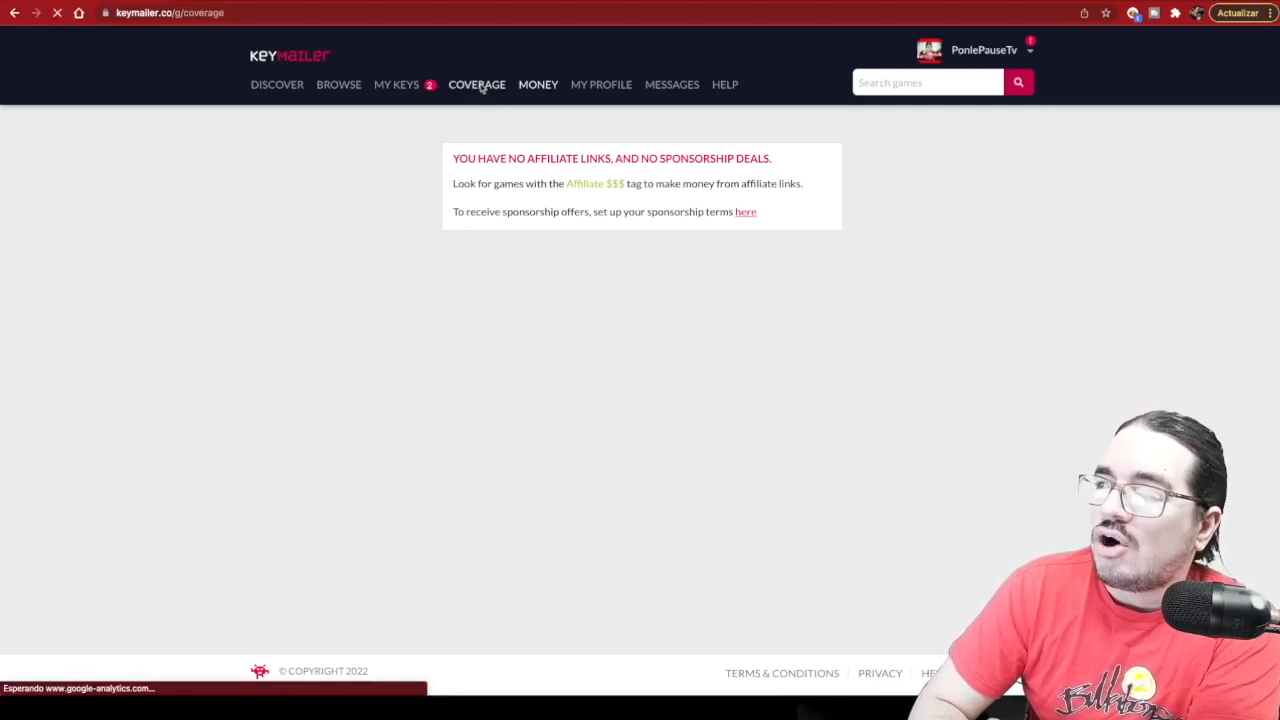 keymailer.co/g/coverage
Actualizar
KEYMAILER
PonlePauseTv
!
DISCOVER BROWSE MY KEYS 2 COVERAGE MONEY MY PROFILE MESSAGES HELP
Search games
YOU HAVE NO AFFILIATE LINKS, AND NO SPONSORSHIP DEALS.
Look for games with the Affiliate $$$ tag to make money from affiliate links.
To receive sponsorship offers, set up your sponsorship terms here
© COPYRIGHT 2022
TERMS & CONDITIONS PRIVACY
Esperando www.google-analytics.com...